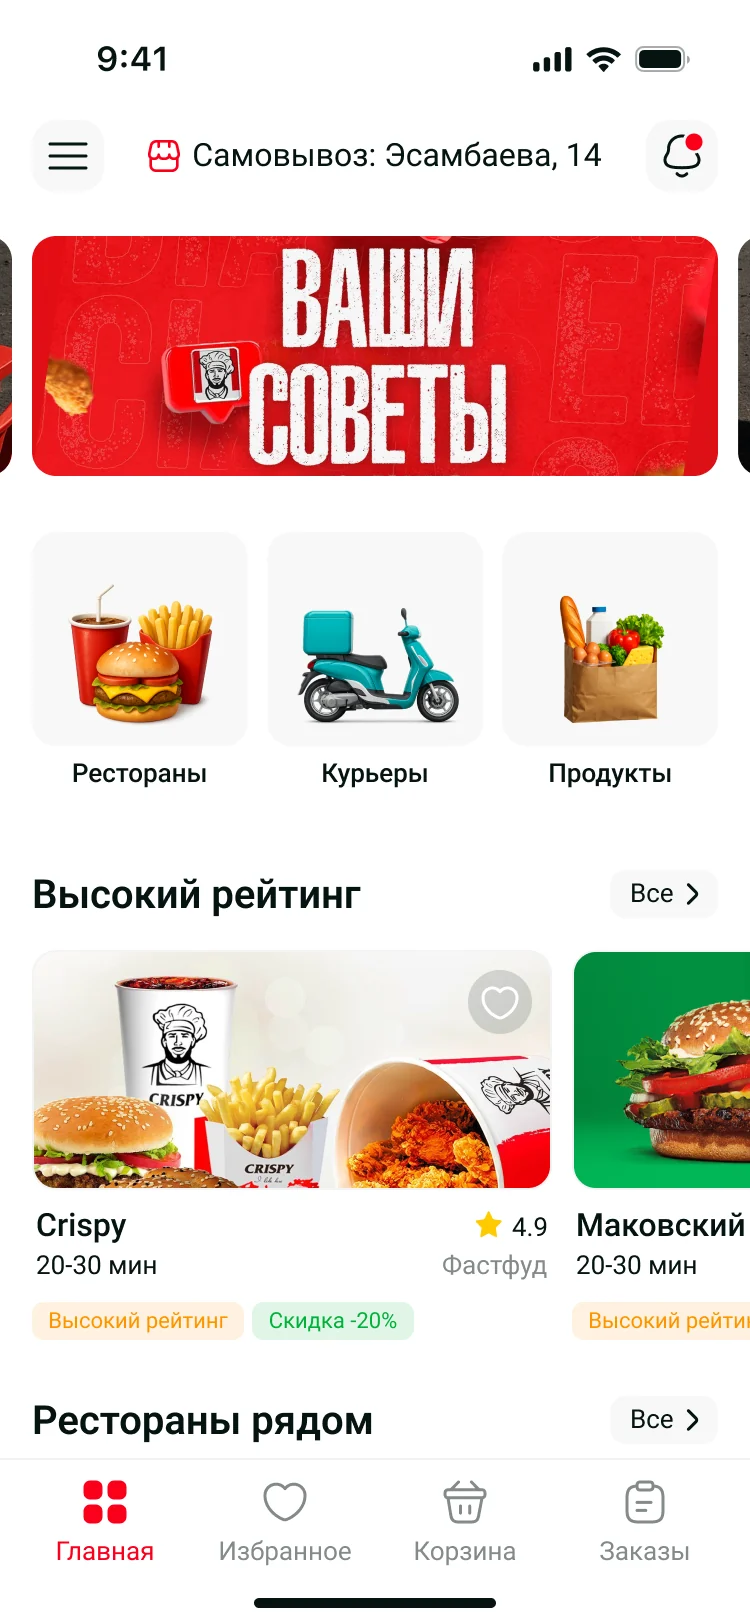 9:41
Самовывоз: Эсамбаева, 14
ВАШИ
СОВЕТЫ
Рестораны
Курьеры
Продукты
Высокий рейтинг
Все
CRISPY
CRISPY
Crispy
4.9
Маковский
20-30 мин
Фастфуд
20-30 мин
Высокий рейтинг
Скидка -20%
Высокий
Рестораны рядом
Все
Главная
Избранное
Корзина
Заказы